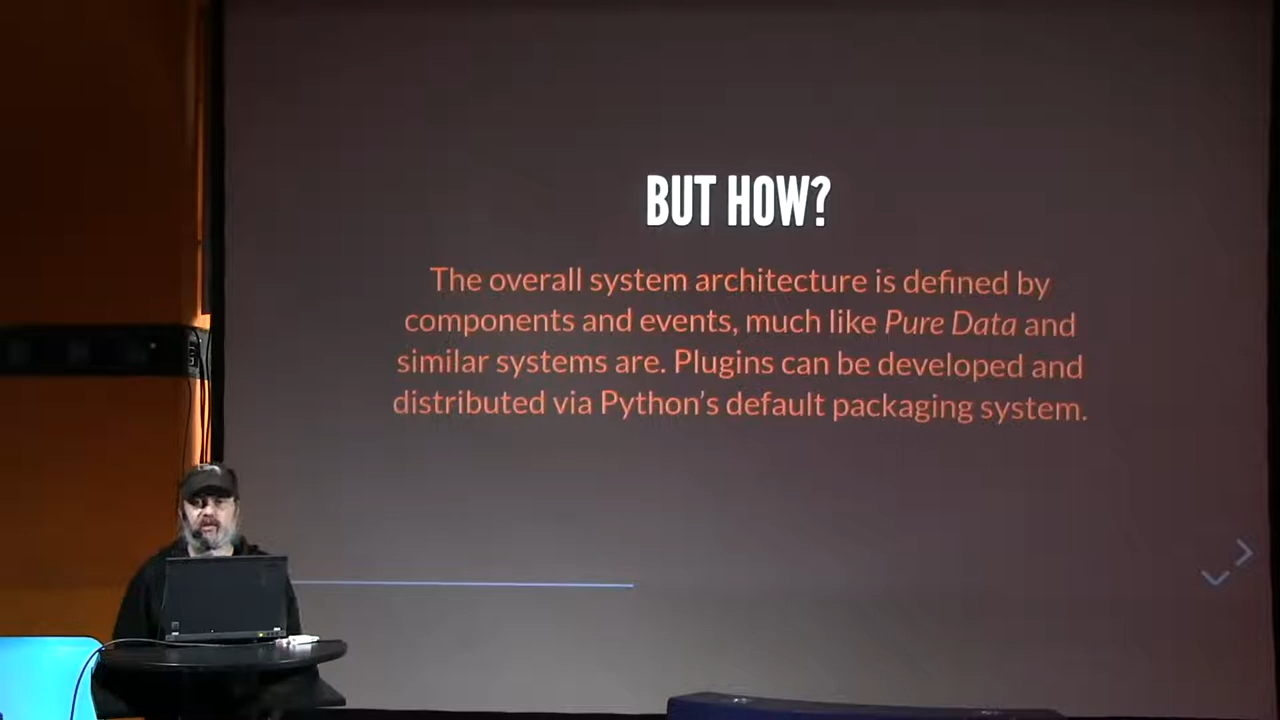 BUT HOW?
The overall system architecture is defined by
components and events, much like Pure Data and
similar systems are. Plugins can be developed and
distributed via Python's default packaging system.